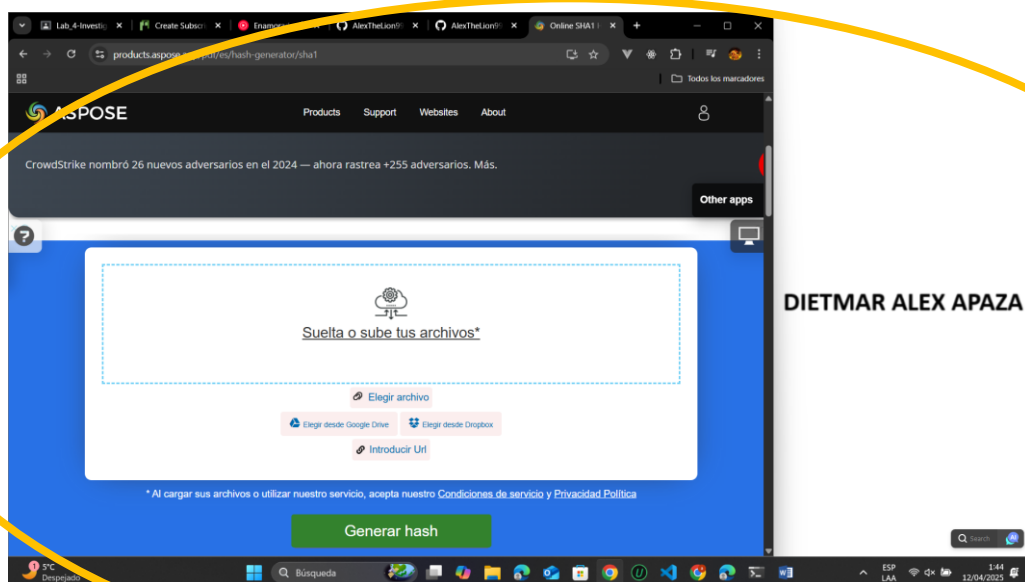 Lab_4-Investig
Create Subscri
Enamora
AlexTheLion9
AlexTheLion9
Online SHA1
products.aspose
/pdf/es/hash-generator/sha1
Todos los marcadores
ASPOSE
Products
Support
Websites
About
CrowdStrike nombró 26 nuevos adversarios en el 2024 — ahora rastrea +255 adversarios. Más.
Other apps
Suelta o sube tus archivos*
DIETMAR ALEX APAZA
Elegir archivo
Elegir desde Google Drive
Elegir desde Dropbox
Introducir Url
* Al cargar sus archivos o utilizar nuestro servicio, acepta nuestro Condiciones de servicio y Privacidad Política
Generar hash
Search
1
5°C
Despejado
Búsqueda
ESP
LAA
1:44
12/04/2025